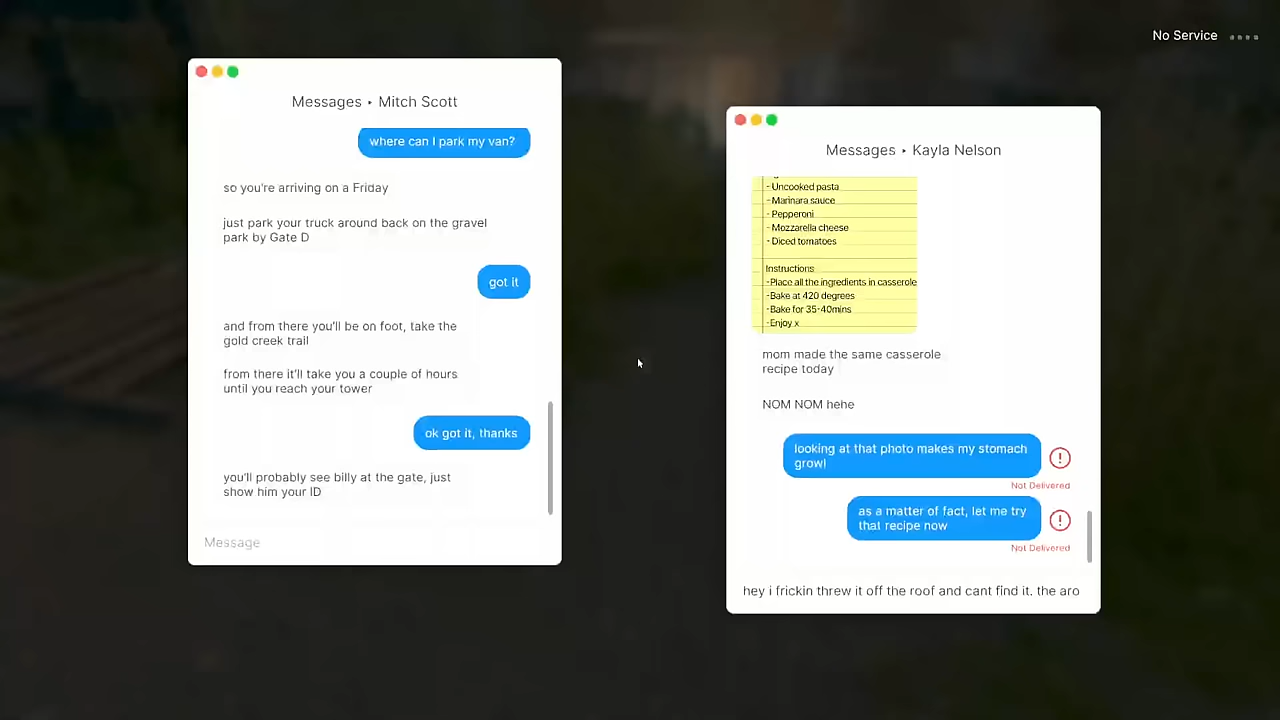 No Service
Messages ‣ Mitch Scott
where can I park my van?
so you're arriving on a Friday
just park your truck around back on the gravel
park by Gate D
got it
and from there you'll be on foot, take the
gold creek trail
from there it'll take you a couple of hours
until you reach your tower
ok got it, thanks
you'll probably see billy at the gate, just
show him your ID
Message
Messages ‣ Kayla Nelson
- Uncooked pasta
- Marinara sauce
- Pepperoni
- Mozzarella cheese
- Diced tomatoes
Instructions
-Place all the ingredients in casserole
-Bake at 420 degrees
-Bake for 35-40mins
-Enjoy x
mom made the same casserole
recipe today
NOM NOM hehe
looking at that photo makes my stomach
growl
Not Delivered
as a matter of fact, let me try
that recipe now
Not Delivered
hey i frickin threw it off the roof and cant find it. the aro